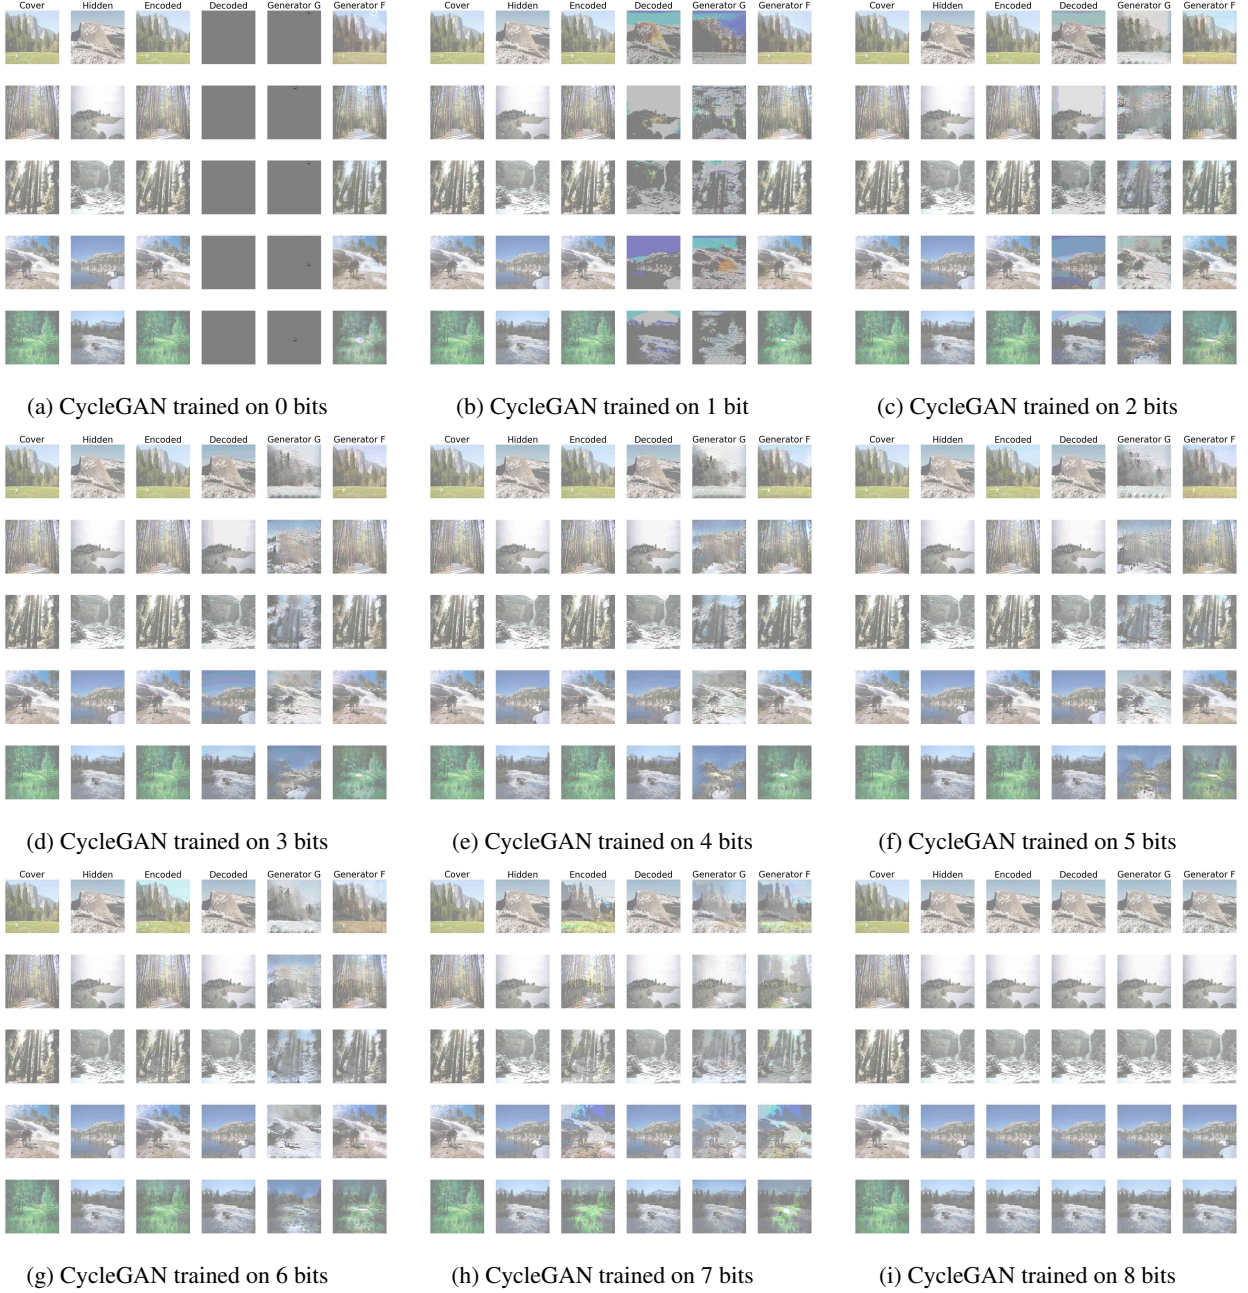 Cover Hidden Encoded Decoded Generator G Generator F
Cover Hidden Encoded Decoded Generator G Generator F
Cover Hidden Encoded Decoded Generator G Generator F
(a) CycleGAN trained on 0 bits
(b) CycleGAN trained on 1 bit
(c) CycleGAN trained on 2 bits
Cover Hidden Encoded Decoded Generator G Generator F
Cover Hidden Encoded Decoded Generator G Generator F
Cover Hidden Encoded Decoded Generator G Generator F
(d) CycleGAN trained on 3 bits
(e) CycleGAN trained on 4 bits
(f) CycleGAN trained on 5 bits
Cover Hidden Encoded Decoded Generator G Generator F
Cover Hidden Encoded Decoded Generator G Generator F
Cover Hidden Encoded Decoded Generator G Generator F
(g) CycleGAN trained on 6 bits
(h) CycleGAN trained on 7 bits
(i) CycleGAN trained on 8 bits